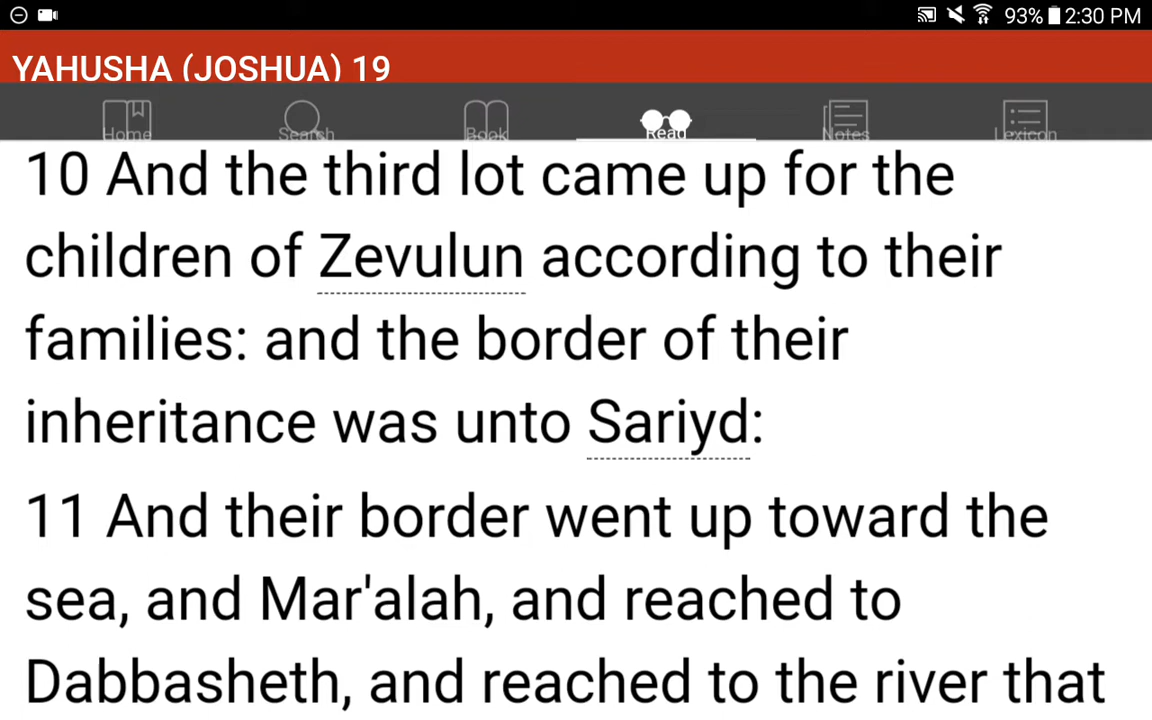 93% 2:30 PM
YAHUSHA (JOSHUA) 19
Home Search Book Read Notes Lexicon
10 And the third lot came up for the
children of Zevulun according to their
families: and the border of their
inheritance was unto Sariyd:
11 And their border went up toward the
sea, and Mar'alah, and reached to
Dabbasheth, and reached to the river that